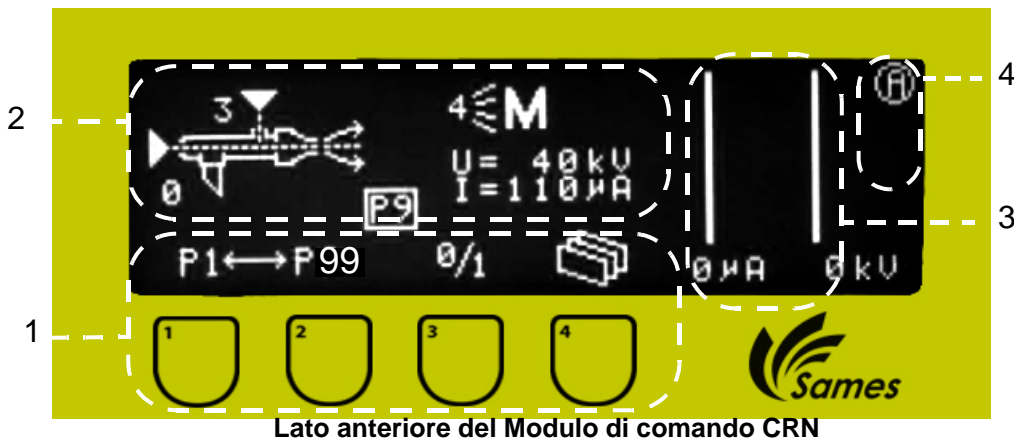 4
3
4 M
2
U= 40kV
I=110µA
0
P9
3
P1⟷P99
0/1
0µA
0kV
1
1
2
3
4
Sames
Lato anteriore del Modulo di comando CRN